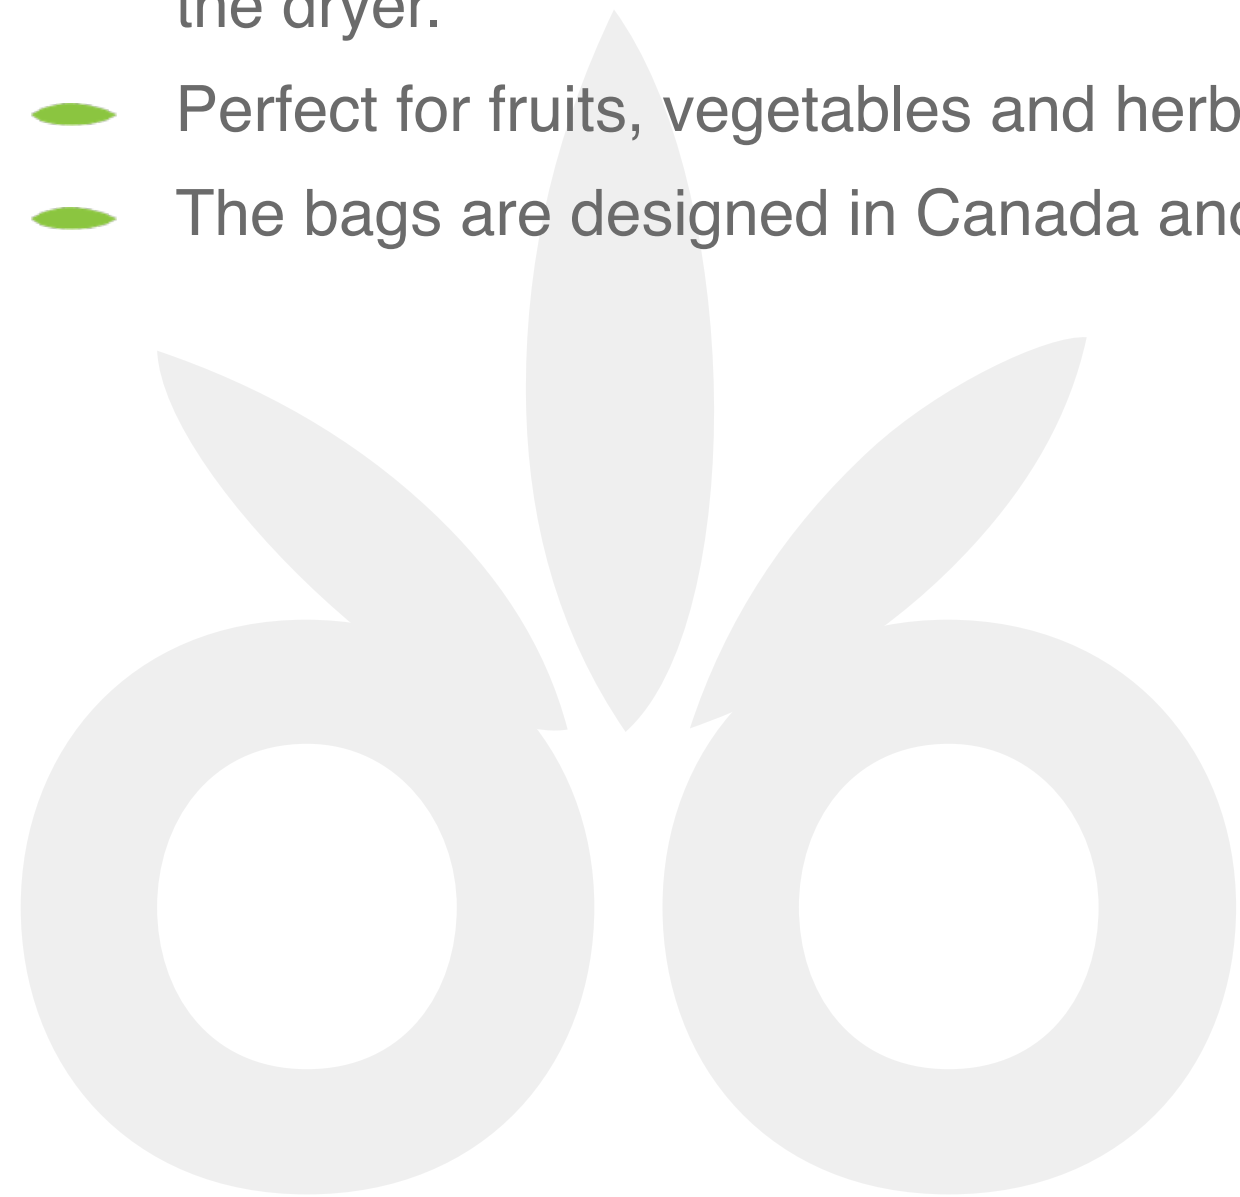 the dryer.
Perfect for fruits, vegetables and herb
The bags are designed in Canada and